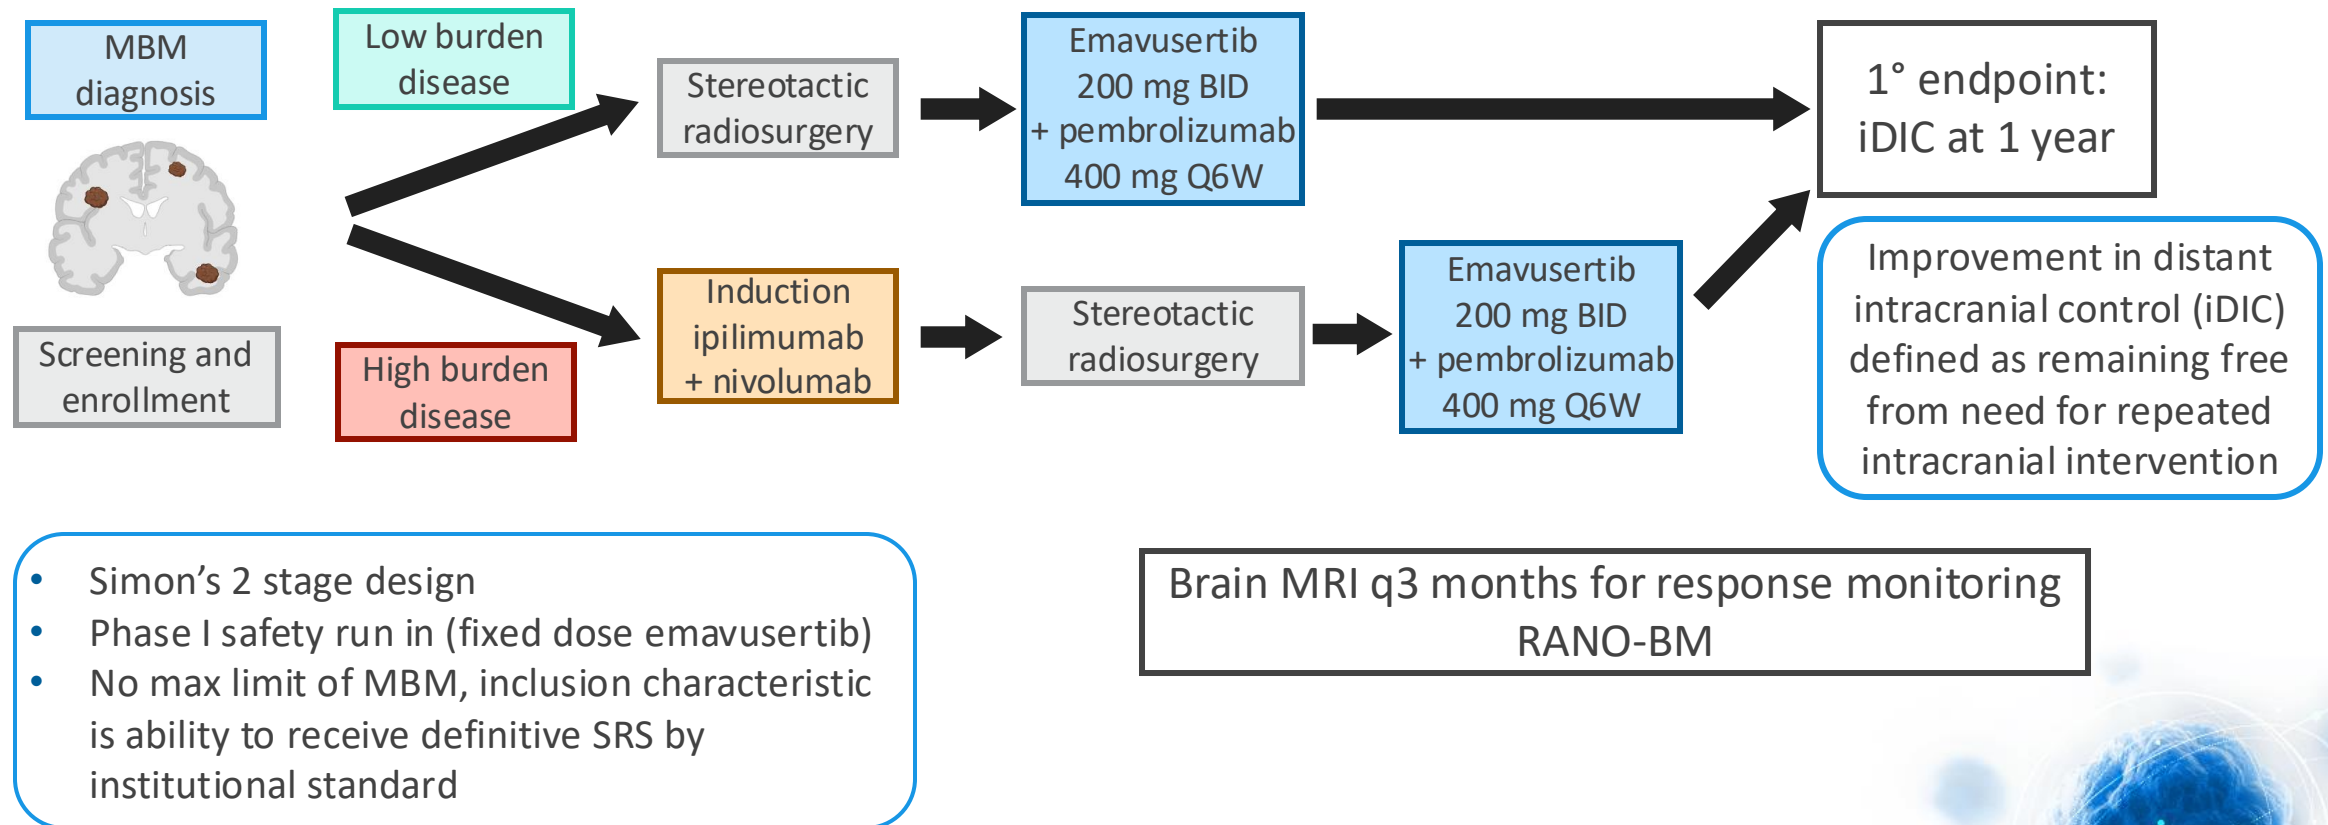 MBM
diagnosis
Screening and
enrollment
Low burden
disease
High burden
disease
Stereotactic
radiosurgery
Emavusertib
200 mg BID
+ pembrolizumab
400 mg Q6W
Induction
ipilimumab
+ nivolumab
Stereotactic
radiosurgery
Emavusertib
200 mg BID
+ pembrolizumab
400 mg Q6W
1° endpoint:
iDIC at 1 year
Improvement in distant
intracranial control (iDIC)
defined as remaining free
from need for repeated
intracranial intervention
• Simon’s 2 stage design
• Phase I safety run in (fixed dose emavusertib)
• No max limit of MBM, inclusion characteristic
is ability to receive definitive SRS by
institutional standard
Brain MRI q3 months for response monitoring
RANO-BM